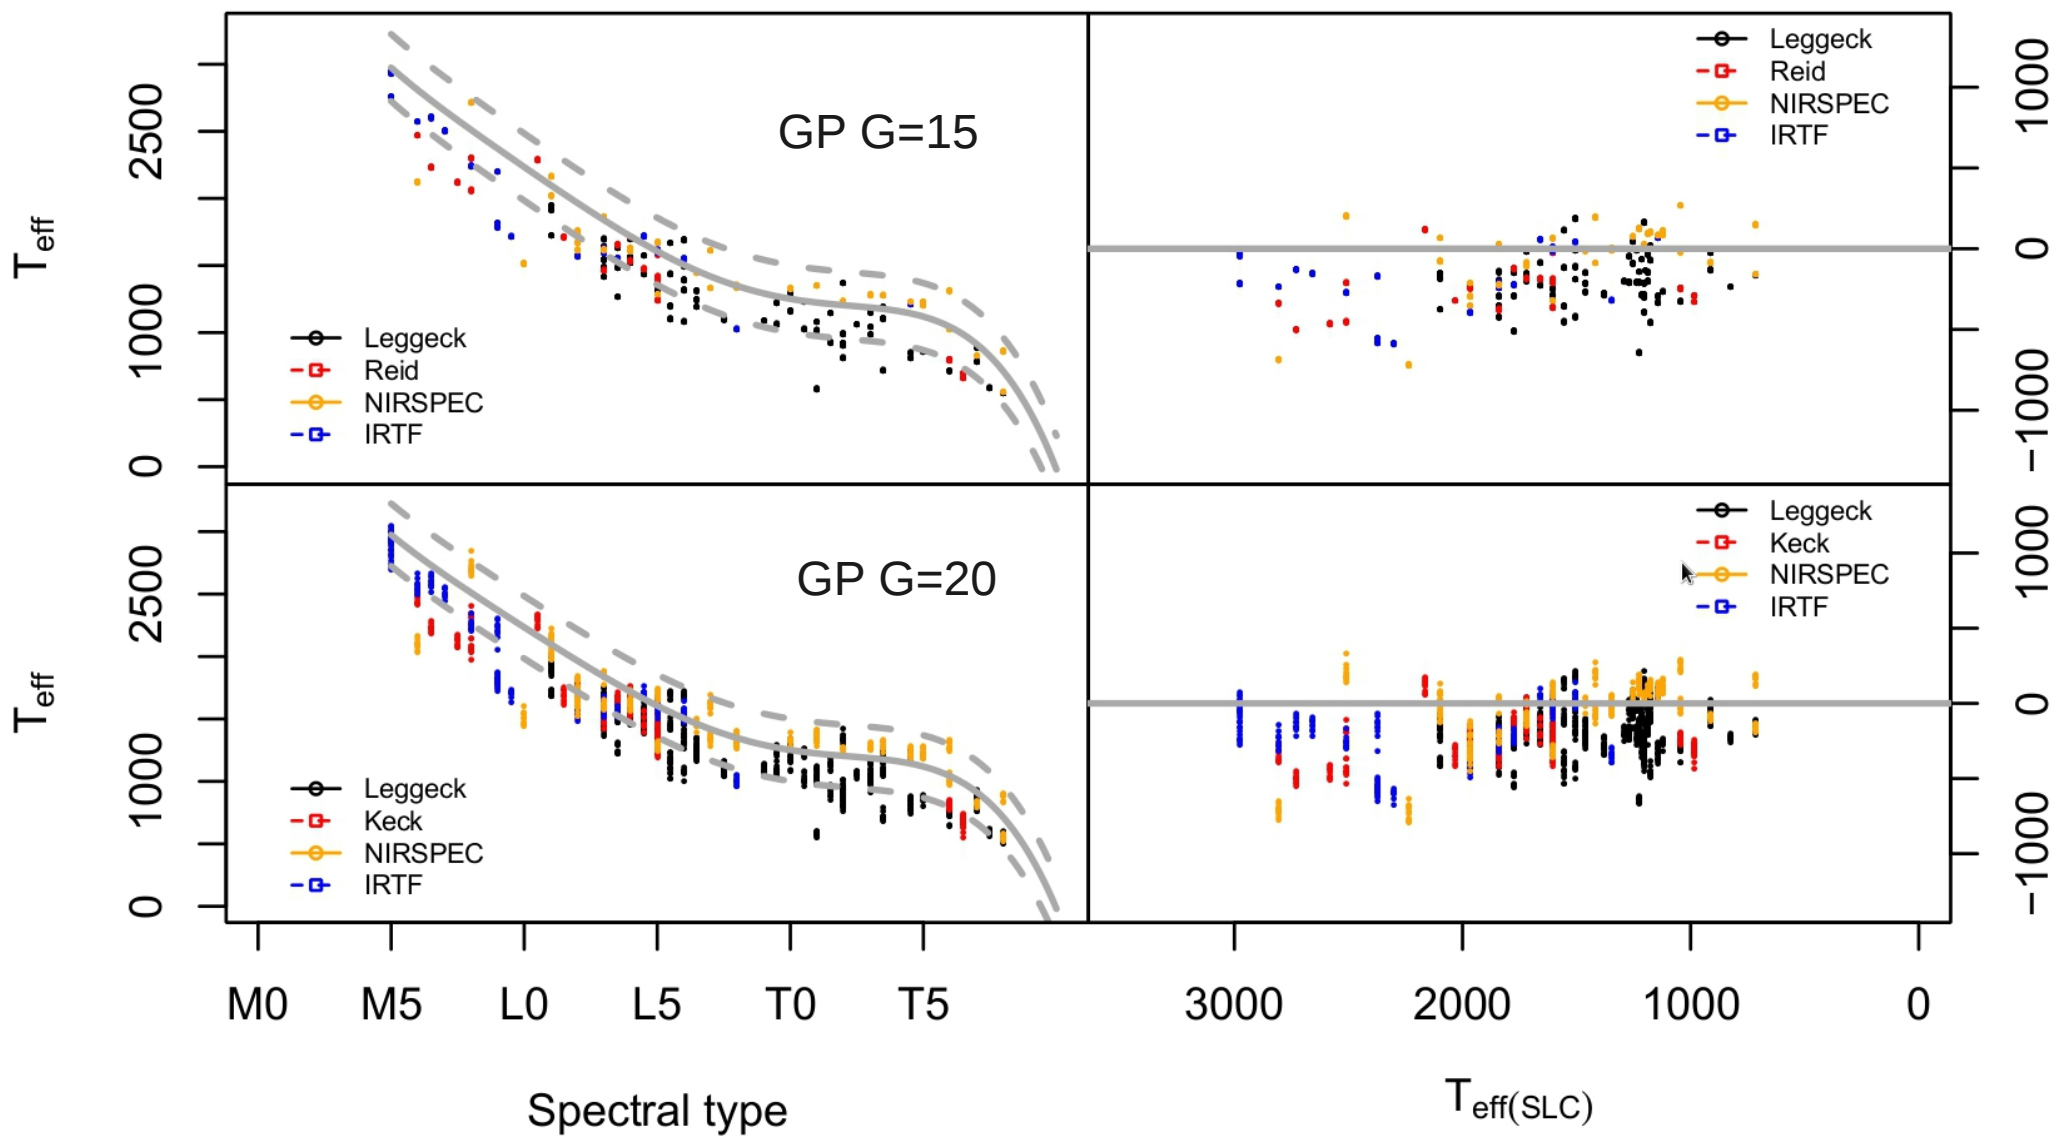 GP G=15
Leggeck
Reid
NIRSPEC
IRTF
2500
1000
0
Teff
Leggeck
Reid
NIRSPEC
IRTF
1000
0
−1000
GP G=20
Leggeck
Keck
NIRSPEC
IRTF
2500
1000
0
Teff
Leggeck
Keck
NIRSPEC
IRTF
1000
0
−1000
M0 M5 L0 L5 T0 T5
3000 2000 1000 0
Spectral type
Teff(SLC)